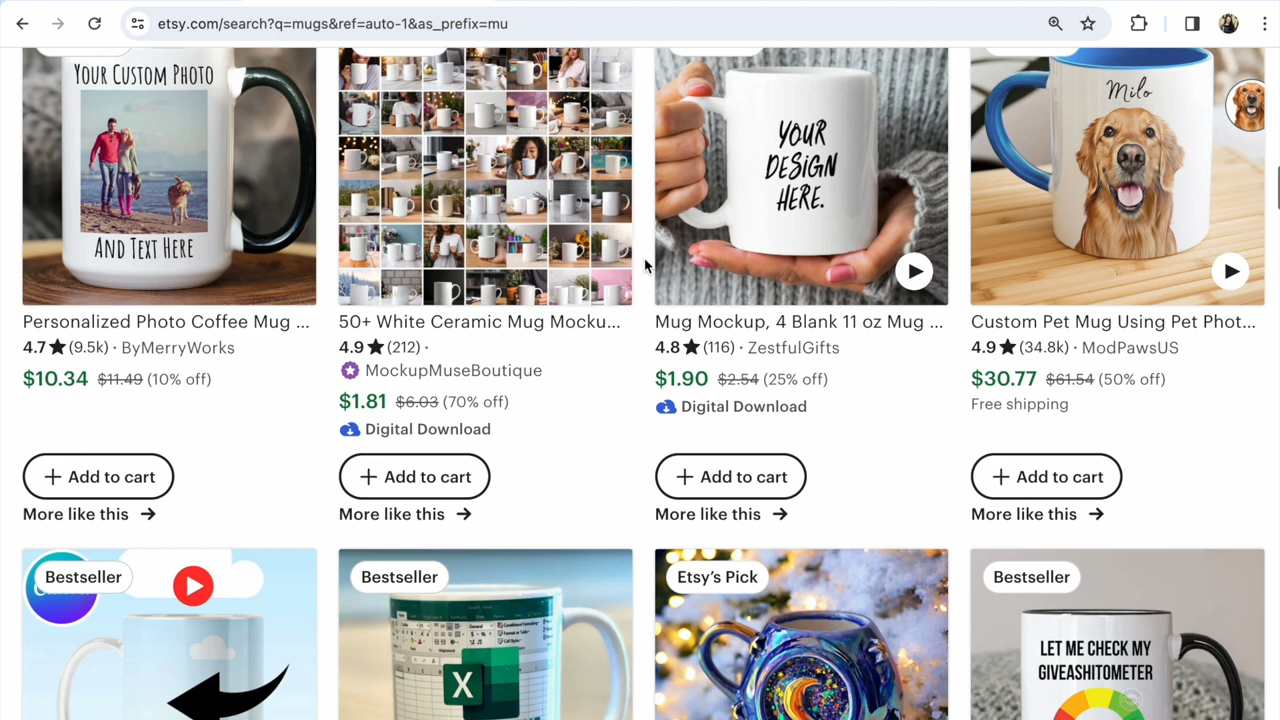 etsy.com/search?q=mugs&ref=auto-1&as_prefix=mu
YOUR CUSTOM PHOTO
AND TEXT HERE
YOUR
DESIGN
HERE.
Milo
Personalized Photo Coffee Mug ...
4.7 (9.5k) · ByMerryWorks
$10.34 $11.49 (10% off)
+ Add to cart
More like this →
50+ White Ceramic Mug Mocku...
4.9 (212) ·
MockupMuseBoutique
$1.81 $6.03 (70% off)
Digital Download
+ Add to cart
More like this →
Mug Mockup, 4 Blank 11 oz Mug ...
4.8 (116) · ZestfulGifts
$1.90 $2.54 (25% off)
Digital Download
+ Add to cart
More like this →
Custom Pet Mug Using Pet Phot...
4.9 (34.8k) · ModPawsUS
$30.77 $61.54 (50% off)
Free shipping
+ Add to cart
More like this →
Bestseller
Bestseller
X
Etsy's Pick
Bestseller
LET ME CHECK MY
GIVEASHITOMETER